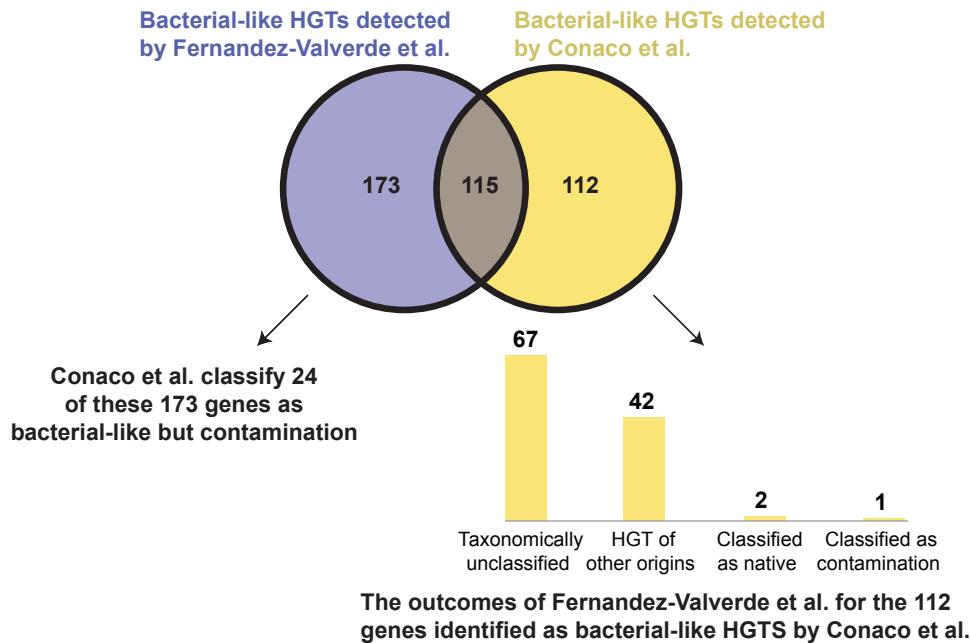 Bacterial-like HGTs detected
by Fernandez-Valverde et al.
Bacterial-like HGTs detected
by Conaco et al.
173
115
112
Conaco et al. classify 24
of these 173 genes as
bacterial-like but contamination
67
42
2
1
Taxonomically
unclassified
HGT of
other origins
Classified
as native
Classified as
contamination
The outcomes of Fernandez-Valverde et al. for the 112
genes identified as bacterial-like HGTS by Conaco et al.